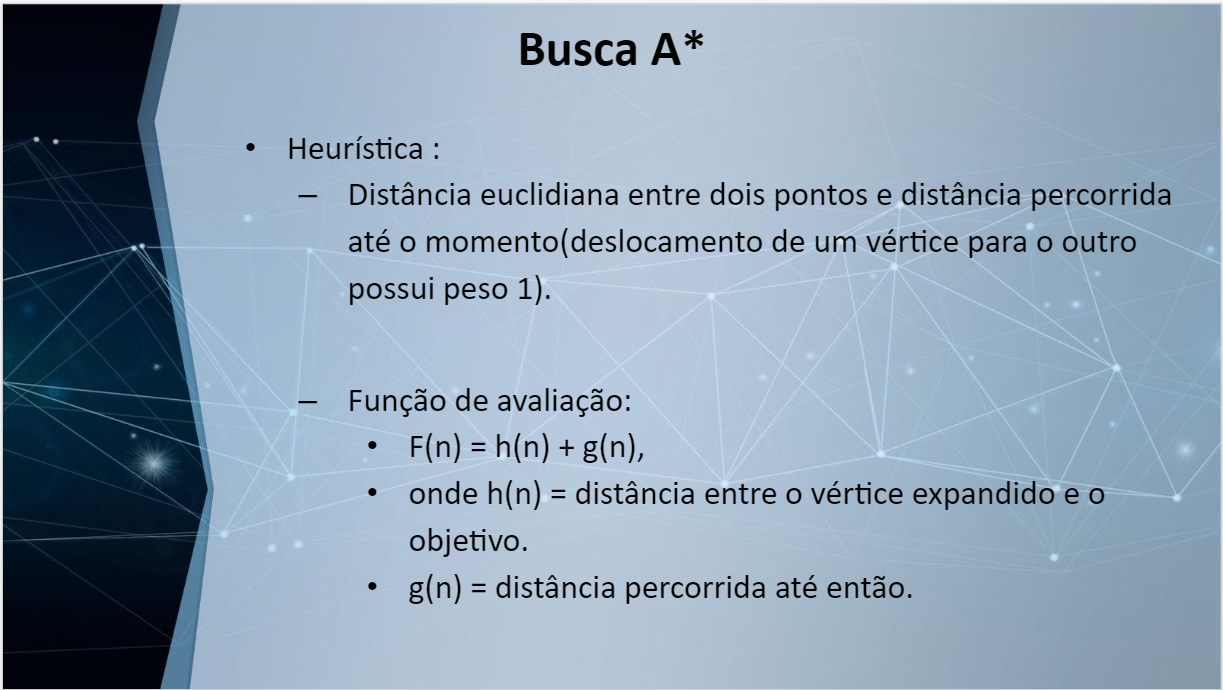 Busca A*
• Heurística :
– Distância euclidiana entre dois pontos e distância percorrida
até o momento(deslocamento de um vértice para o outro
possui peso 1).
– Função de avaliação:
• F(n) = h(n) + g(n),
• onde h(n) = distância entre o vértice expandido e o
objetivo.
• g(n) = distância percorrida até então.